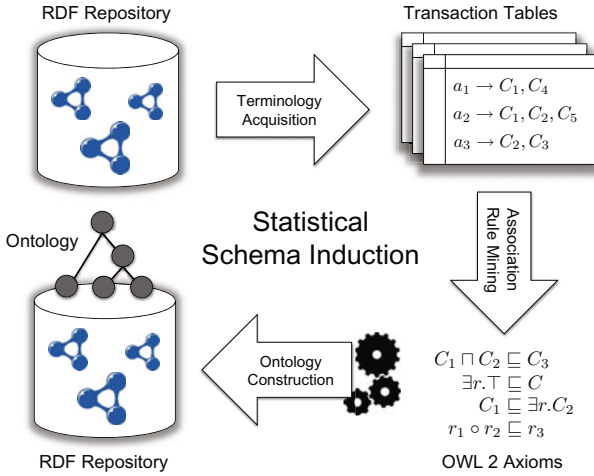 RDF Repository
Transaction Tables
Terminology
Acquisition
a₁ → C₁, C₄
a₂ → C₁, C₂, C₅
a₃ → C₂, C₃
Ontology
Statistical
Schema Induction
Association
Rule Mining
Ontology
Construction
C₁ ⊓ C₂ ⊑ C₃
∃r.⊤ ⊑ C
C₁ ⊑ ∃r.C₂
r₁ ∘ r₂ ⊑ r₃
RDF Repository
OWL 2 Axioms